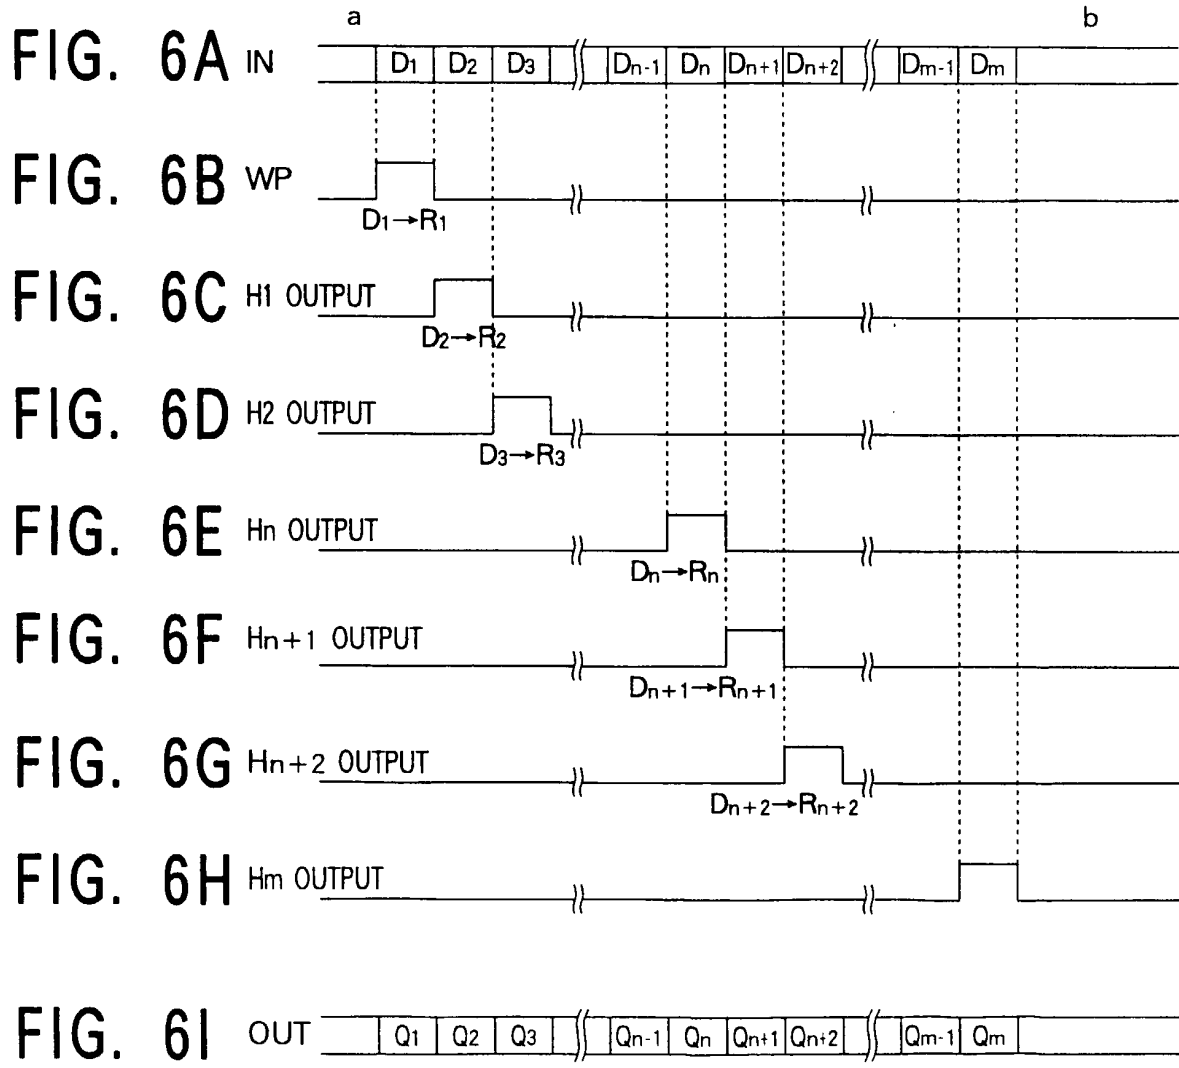 a b
FIG. 6A IN D1 D2 D3 Dn-1 Dn Dn+1 Dn+2 Dm-1 Dm
FIG. 6B WP
D1→R1
FIG. 6C H1 OUTPUT
D2→R2
FIG. 6D H2 OUTPUT
D3→R3
FIG. 6E Hn OUTPUT
Dn→Rn
FIG. 6F Hn+1 OUTPUT
Dn+1→Rn+1
FIG. 6G Hn+2 OUTPUT
Dn+2→Rn+2
FIG. 6H Hm OUTPUT
FIG. 6I OUT Q1 Q2 Q3 Qn-1 Qn Qn+1 Qn+2 Qm-1 Qm